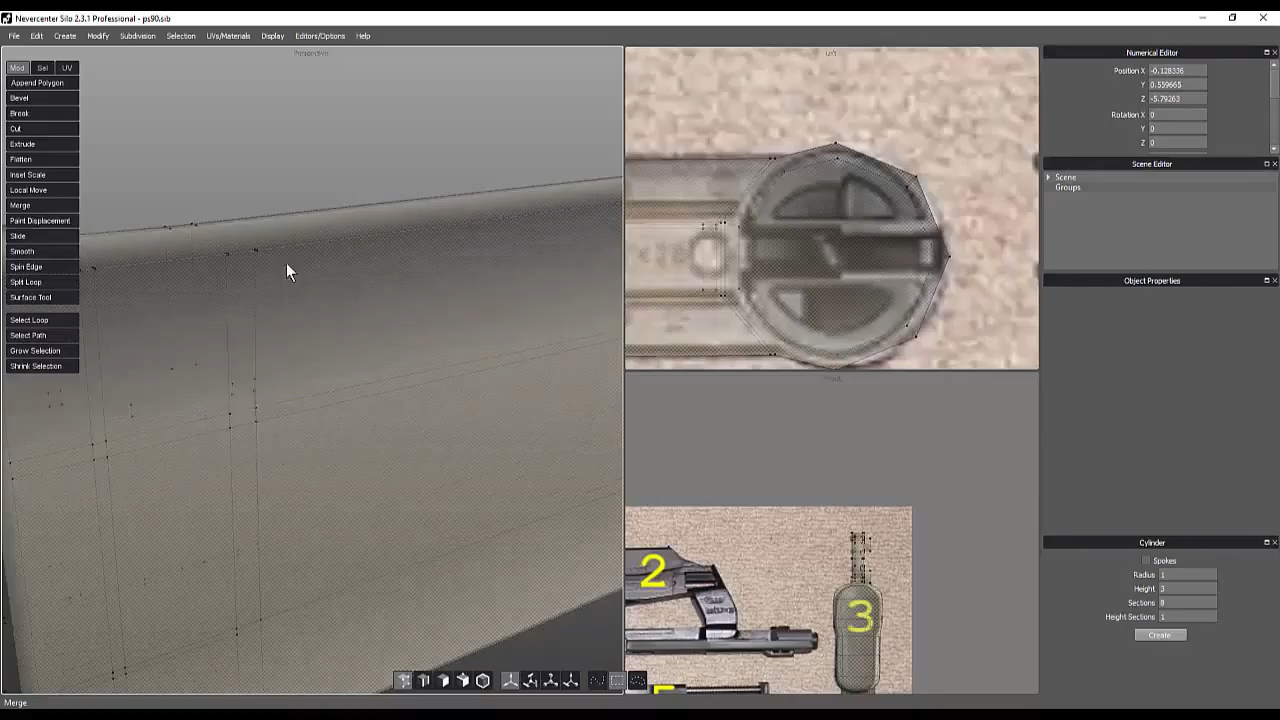 Nevercenter Silo 2.3.1 Professional - ps90.sib
File Edit Create Modify Display Subdivision Selection UVs/Materials Display Editors/Options Help
Perspective
Left
Front
Mod Sel UV
Append Polygon
Bevel
Break
Cut
Extrude
Flatten
Inset Scale
Local Move
Merge
Paint Displacement
Slide
Smooth
Spin Edge
Split Loop
Surface Tool
Select Loop
Select Path
Grow Selection
Shrink Selection
2
3
Numerical Editor
Position X -0.128336
Y 0.559665
Z -5.79263
Rotation X 0
Y 0
Z 0
Scene Editor
Scene
Groups
Object Properties
Cylinder
Spokes
Radius 1
Height 3
Sections 8
Height Sections 1
Create
Merge